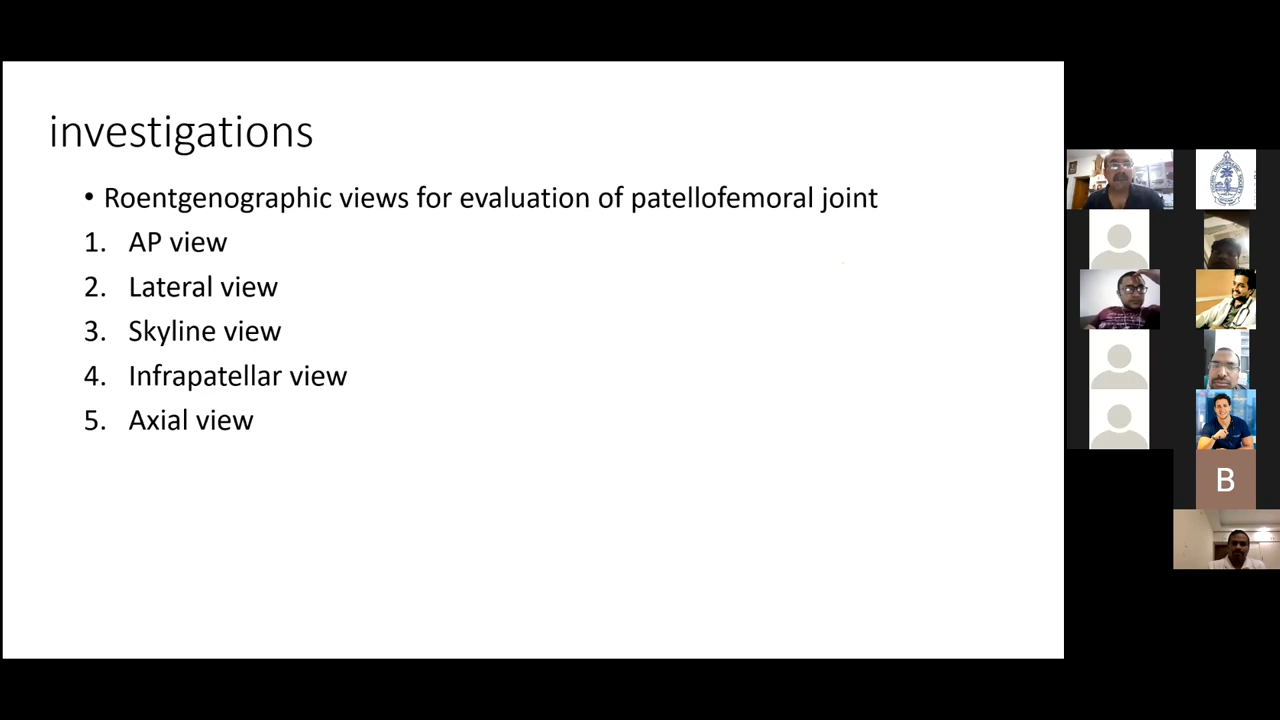 investigations
• Roentgenographic views for evaluation of patellofemoral joint
1. AP view
2. Lateral view
3. Skyline view
4. Infrapatellar view
5. Axial view
B